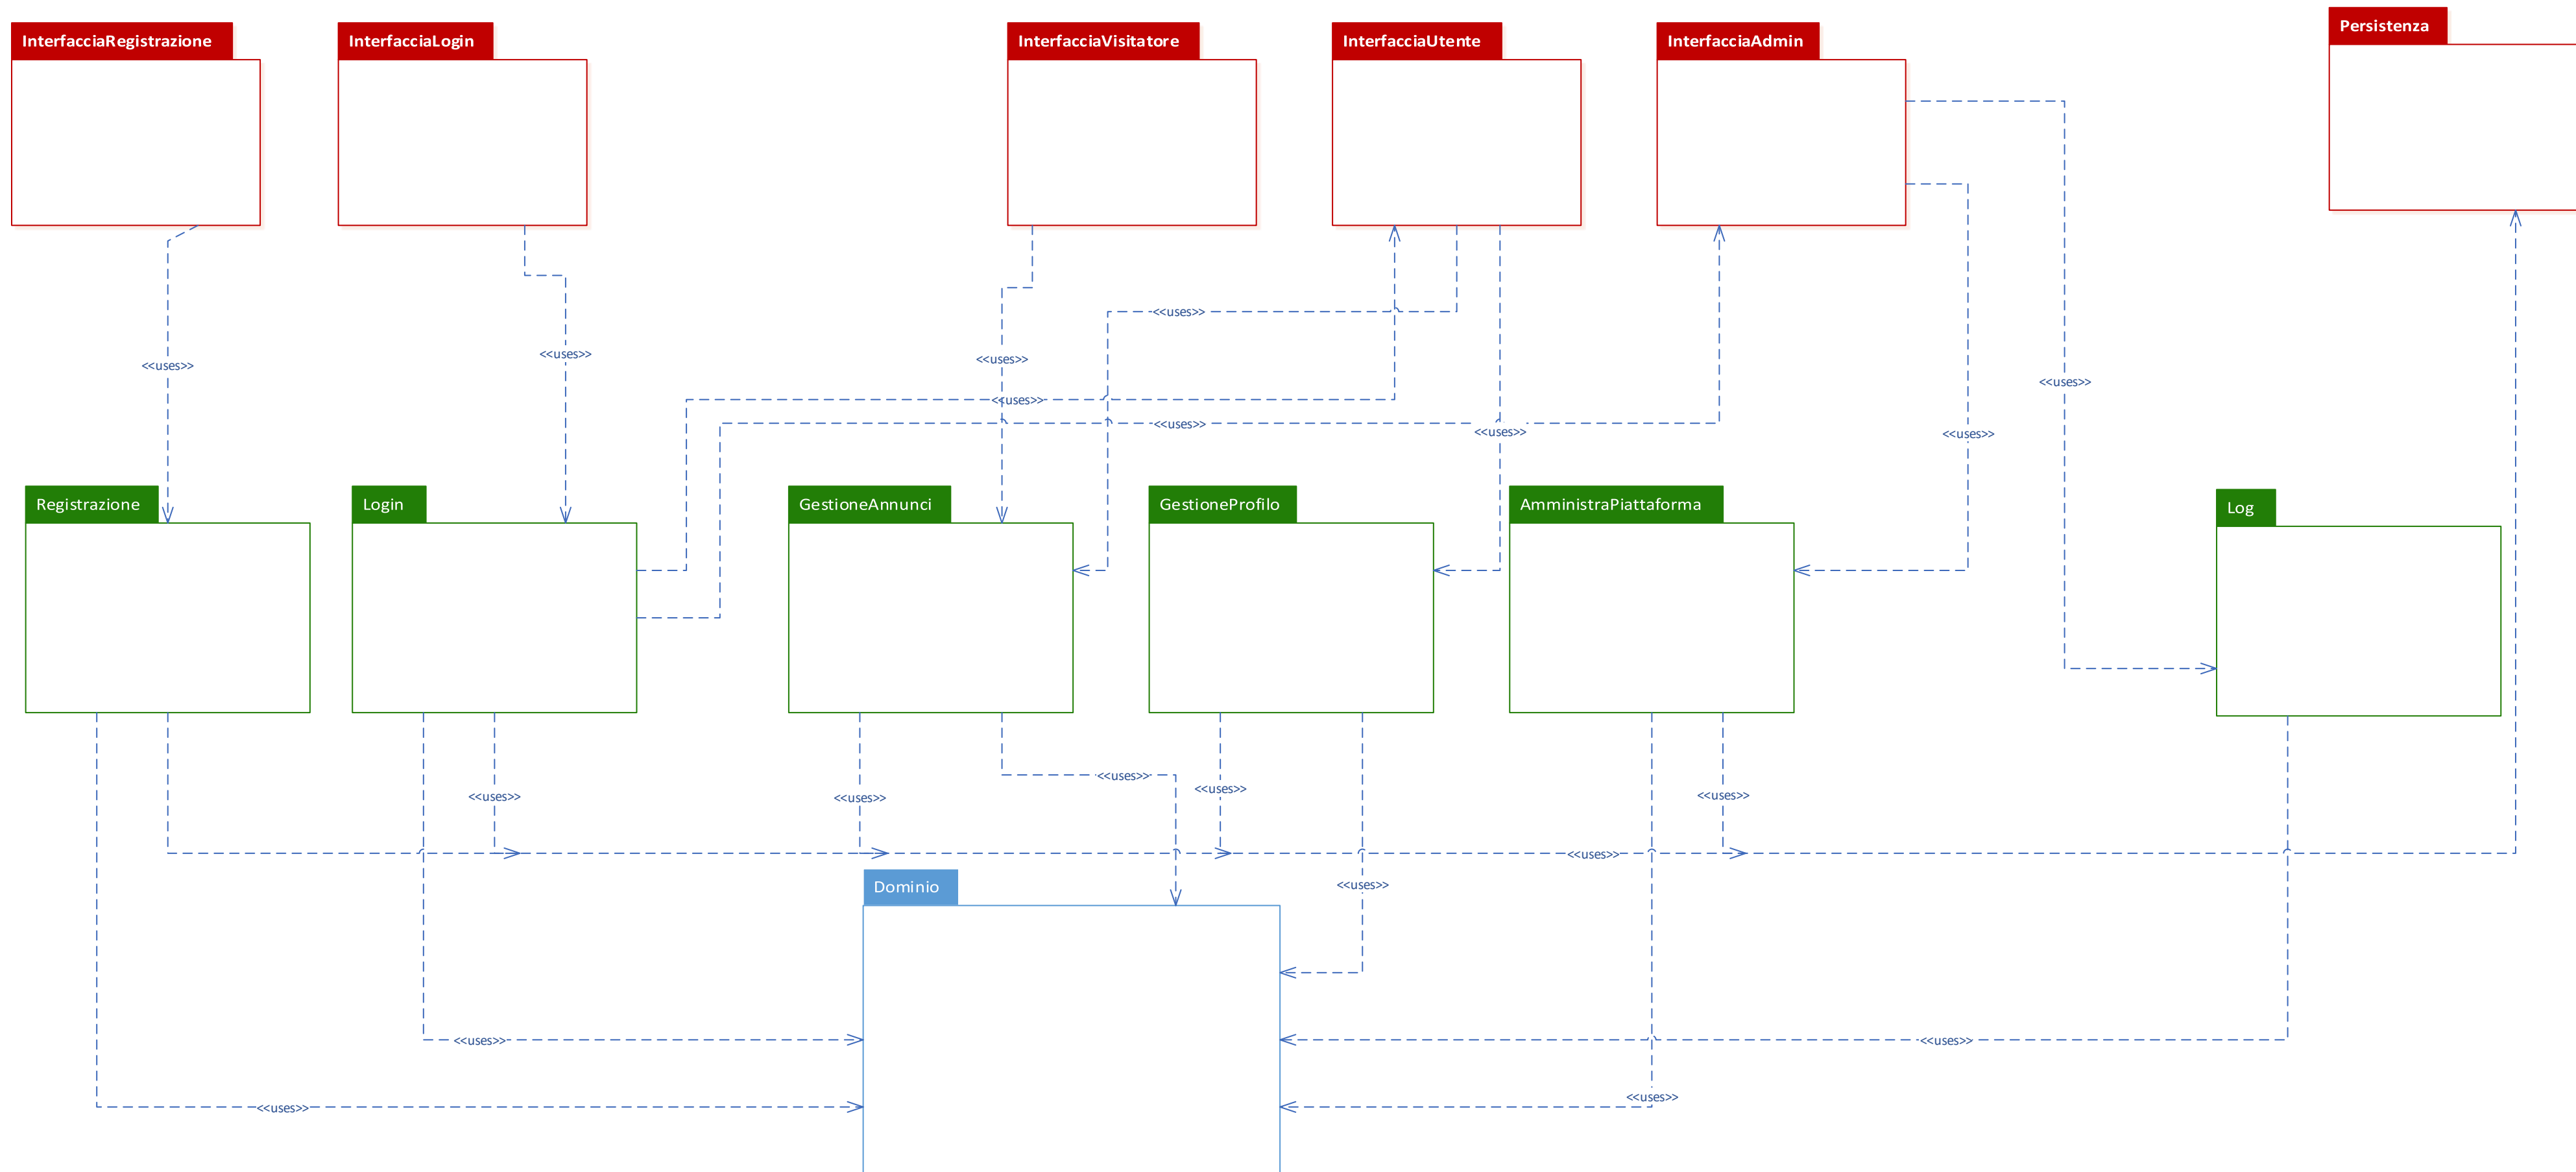 Persistenza
InterfacciaRegistrazione
InterfacciaLogin
InterfacciaVisitatore
InterfacciaUtente
InterfacciaAdmin
<<uses>>
<<uses>>
<<uses>>
<<uses>>
<<uses>>
<<uses>>
<<uses>>
<<uses>>
<<uses>>
<<uses>>
Registrazione
Login
GestioneAnnunci
GestioneProfilo
AmministraPiattaforma
Log
<<uses>>
<<uses>>
<<uses>>
<<uses>>
<<uses>>
<<uses>>
Dominio
<<uses>>
<<uses>>
<<uses>>
<<uses>>
<<uses>>